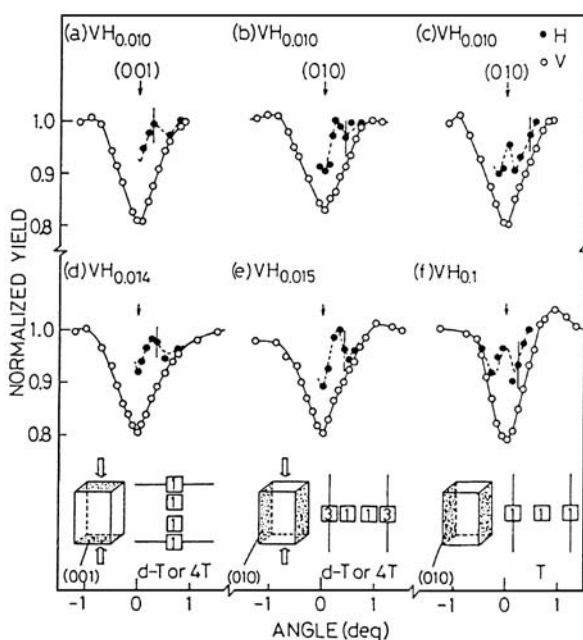 (a) VH0.010 (b) VH0.010 (c) VH0.010 • H
○ V
(001) (010) (010)
1.0
0.9
0.8
(d) VH0.014 (e) VH0.015 (f) VH0.1
1.0
0.9
0.8
NORMALIZED YIELD
1
1
1
1
3 1 1 3
1 1 1
(001) d-T or 4T (010) d-T or 4T (010) T
-1 0 1 -1 0 1 -1 0 1
ANGLE (deg)